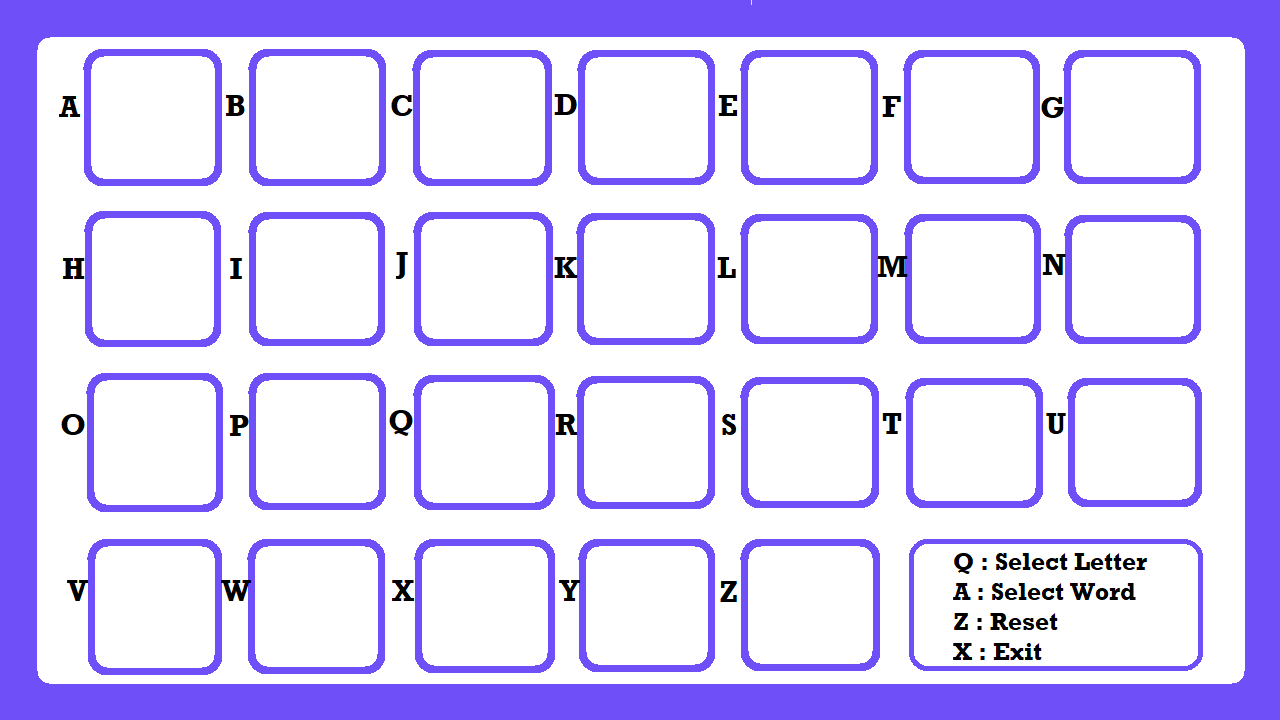 A B C D E F G
H I J K L M N
O P Q R S T U
V W X Y Z
Q : Select Letter
A : Select Word
Z : Reset
X : Exit